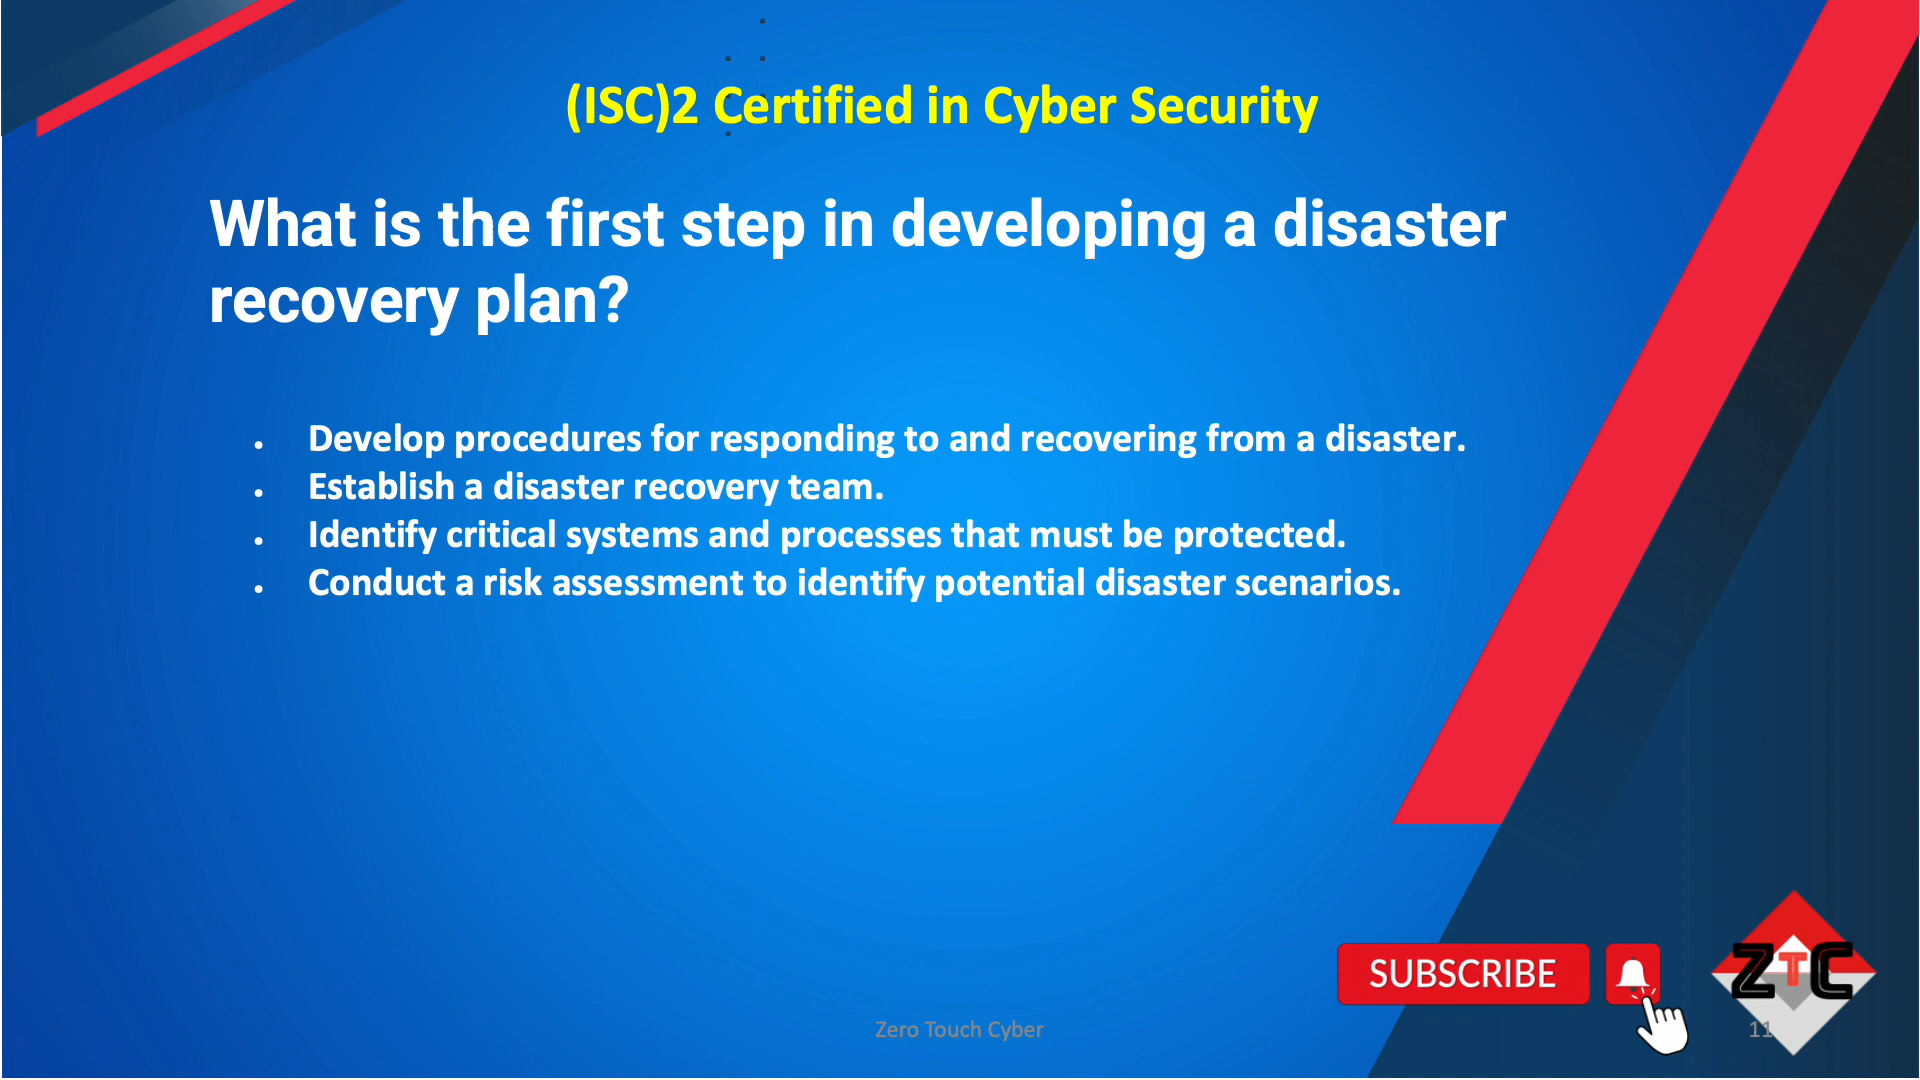 (ISC)2 Certified in Cyber Security
What is the first step in developing a disaster
recovery plan?
• Develop procedures for responding to and recovering from a disaster.
• Establish a disaster recovery team.
• Identify critical systems and processes that must be protected.
• Conduct a risk assessment to identify potential disaster scenarios.
SUBSCRIBE
ZTC
Zero Touch Cyber
11